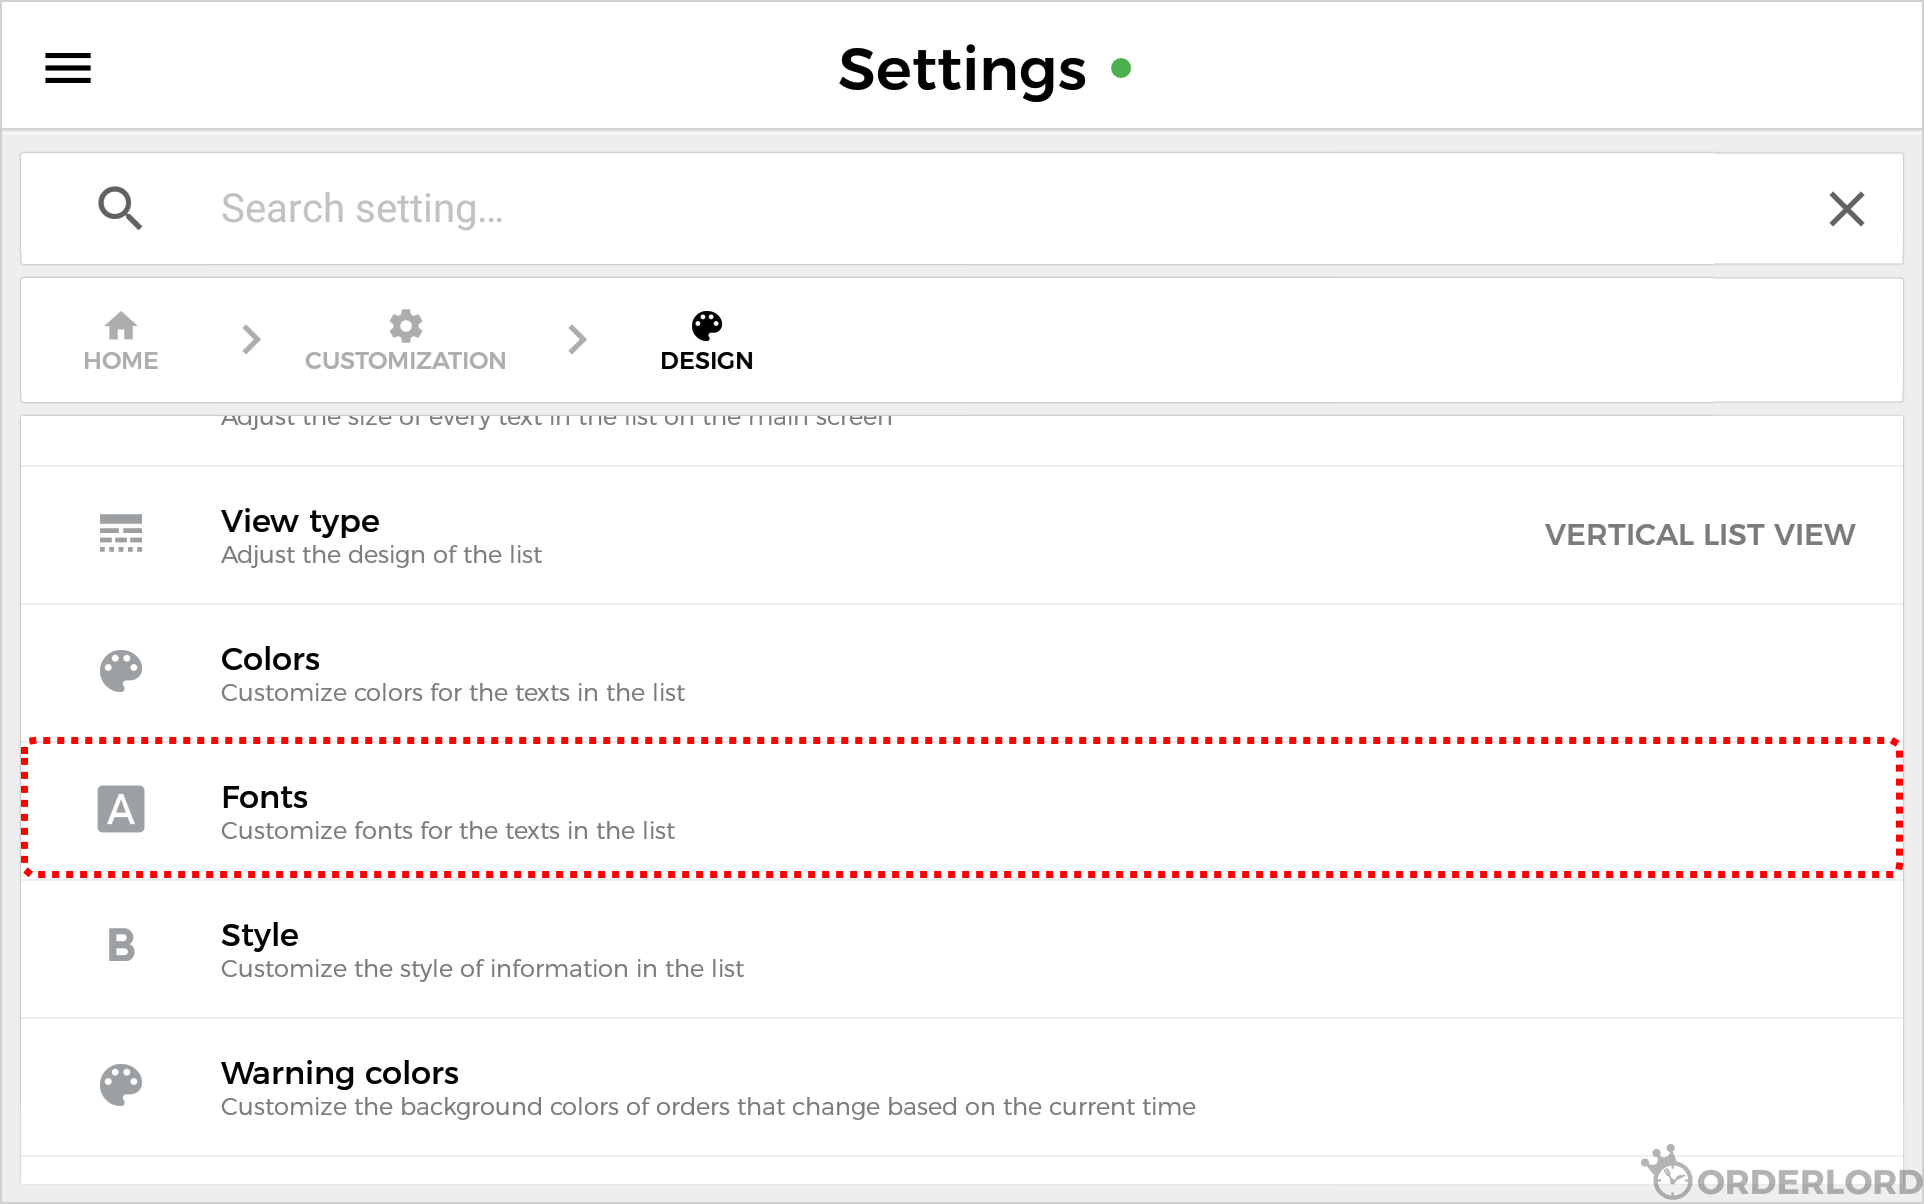 Settings
Search setting...
HOME
CUSTOMIZATION
DESIGN
Adjust the size of every text in the list on the main screen
View type
Adjust the design of the list
VERTICAL LIST VIEW
Colors
Customize colors for the texts in the list
A
Fonts
Customize fonts for the texts in the list
B
Style
Customize the style of information in the list
Warning colors
Customize the background colors of orders that change based on the current time
ORDERLORD